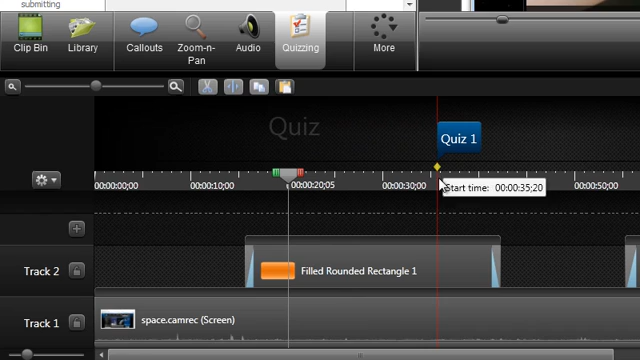 submitting
Clip Bin
Library
Callouts
Zoom-n-
Pan
Audio
Quizzing
More
Quiz
Quiz 1
00:00:00;00
00:00:10;00
00:00:20;05
00:00:30;00
00:00:50;00
Start time: 00:00:35;20
Track 2
Filled Rounded Rectangle 1
Track 1
space.camrec (Screen)